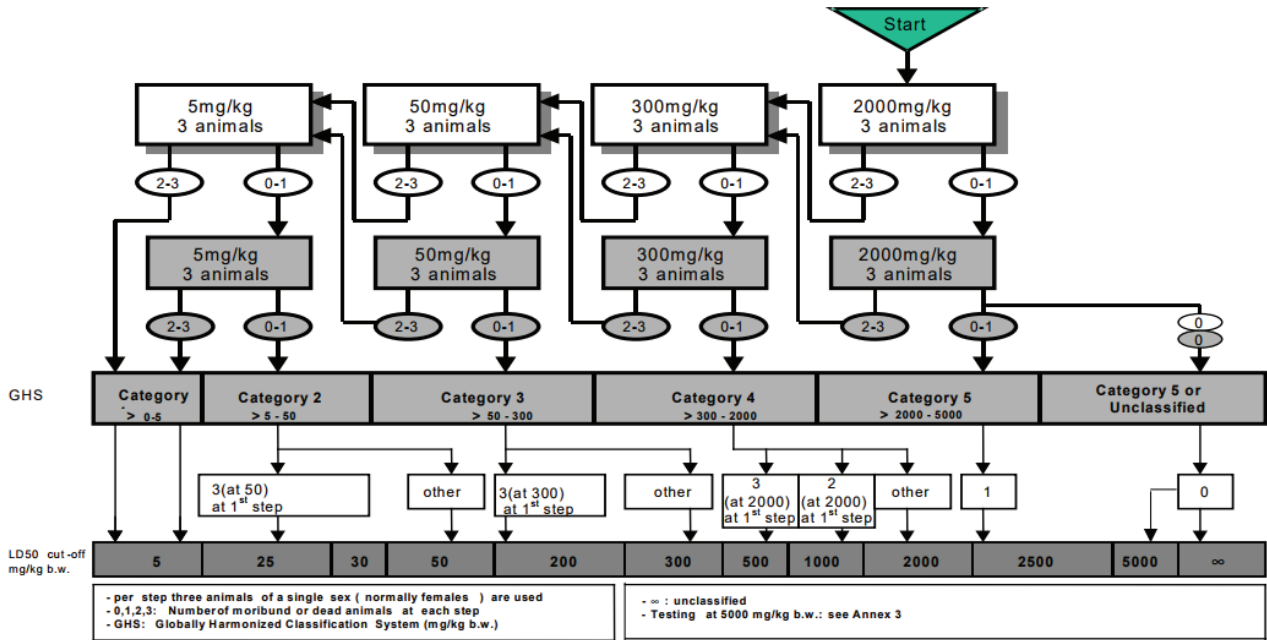 Start
5mg/kg
3 animals
50mg/kg
3 animals
300mg/kg
3 animals
2000mg/kg
3 animals
2-3
0-1
2-3
0-1
2-3
0-1
2-3
0-1
5mg/kg
3 animals
50mg/kg
3 animals
300mg/kg
3 animals
2000mg/kg
3 animals
2-3
0-1
2-3
0-1
2-3
0-1
2-3
0-1
0
0
GHS
Category
> 0-5
Category 2
> 5 - 50
Category 3
> 50 - 300
Category 4
> 300 - 2000
Category 5
> 2000 - 5000
Category 5 or
Unclassified
3(at 50)
at 1st step
other
3(at 300)
at 1st step
other
3
(at 2000)
at 1st step
2
(at 2000)
at 1st step
other
1
0
LD50 cut-off
mg/kg b.w.
5
25
30
50
200
300
500
1000
2000
2500
5000
∞
- per step three animals of a single sex ( normally females ) are used
- 0,1,2,3: Numberof moribund or dead animals at each step
- GHS: Globally Harmonized Classification System (mg/kg b.w.)
- ∞ : unclassified
- Testing at 5000 mg/kg b.w.: see Annex 3